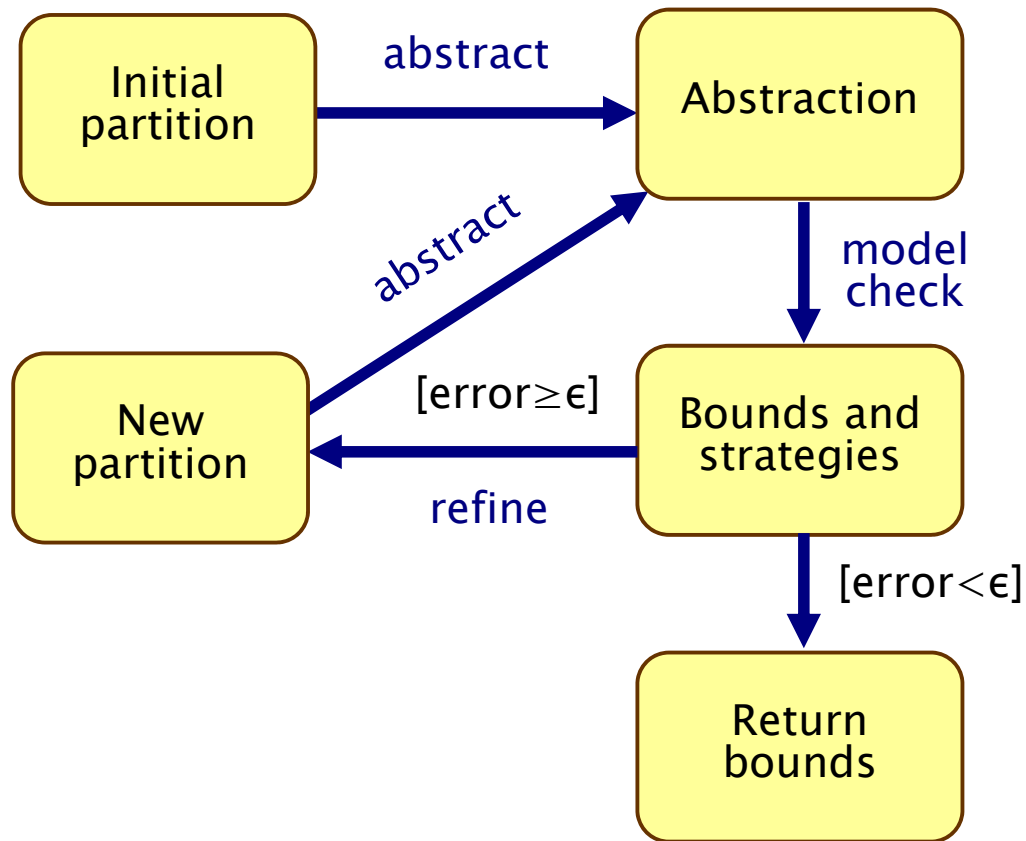 Initial
partition
abstract
Abstraction
abstract
model
check
New
partition
[error≥ϵ]
refine
Bounds and
strategies
[error<ϵ]
Return
bounds